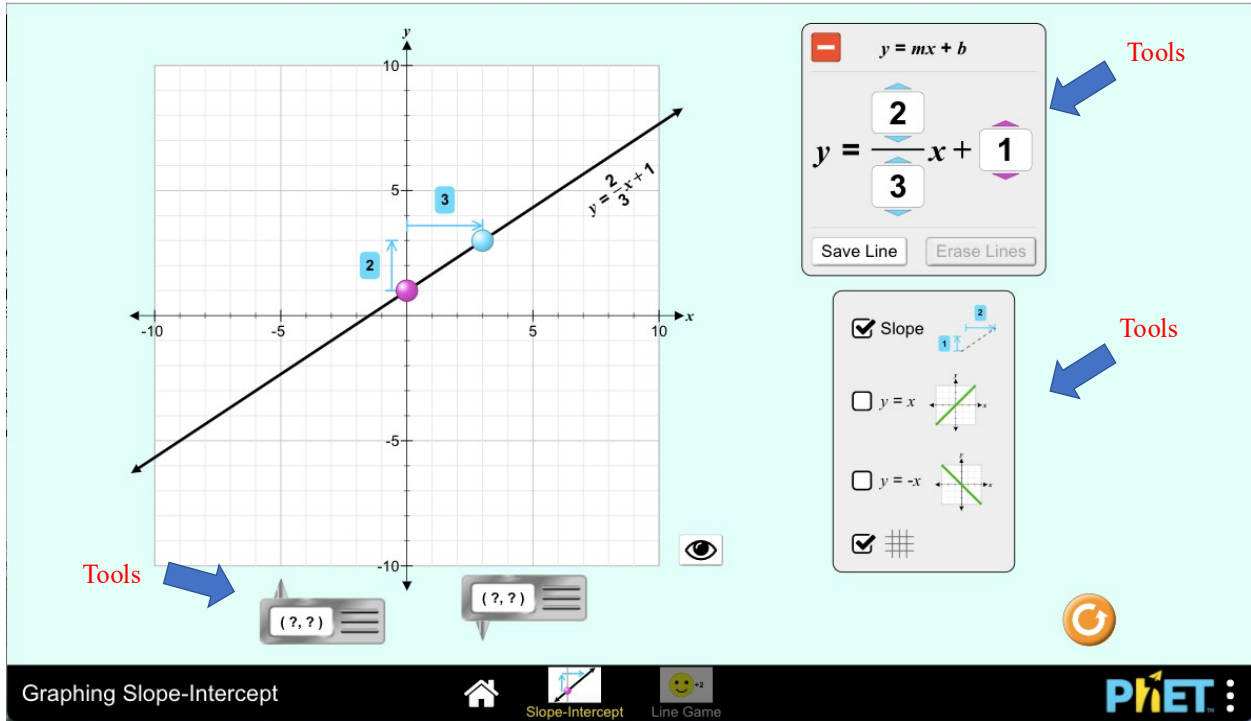 y
10
5
-5
-10
-10
-5
5
10
x
3
2
y = 2/3 x + 1
y = mx + b
y = 2/3 x + 1
Save Line
Erase Lines
Tools
Slope
2
1
y = x
y
x
y = -x
y
x
Tools
Tools
( ?, ? )
( ?, ? )
Graphing Slope-Intercept
Slope-Intercept
+2
Line Game
PhET